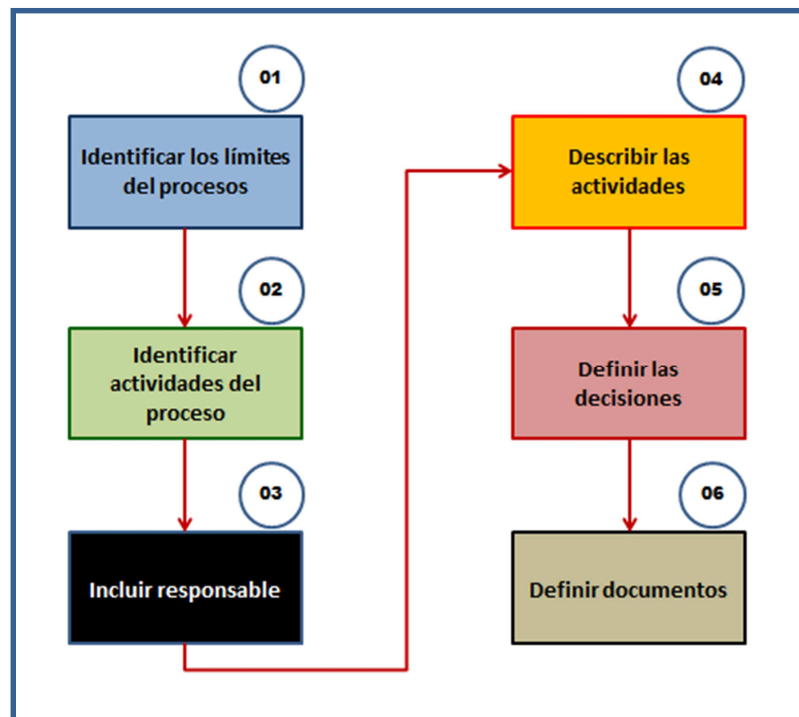 01
Identificar los límites
del procesos
02
Identificar
actividades del
proceso
03
Incluir responsable
04
Describir las
actividades
05
Definir las
decisiones
06
Definir documentos